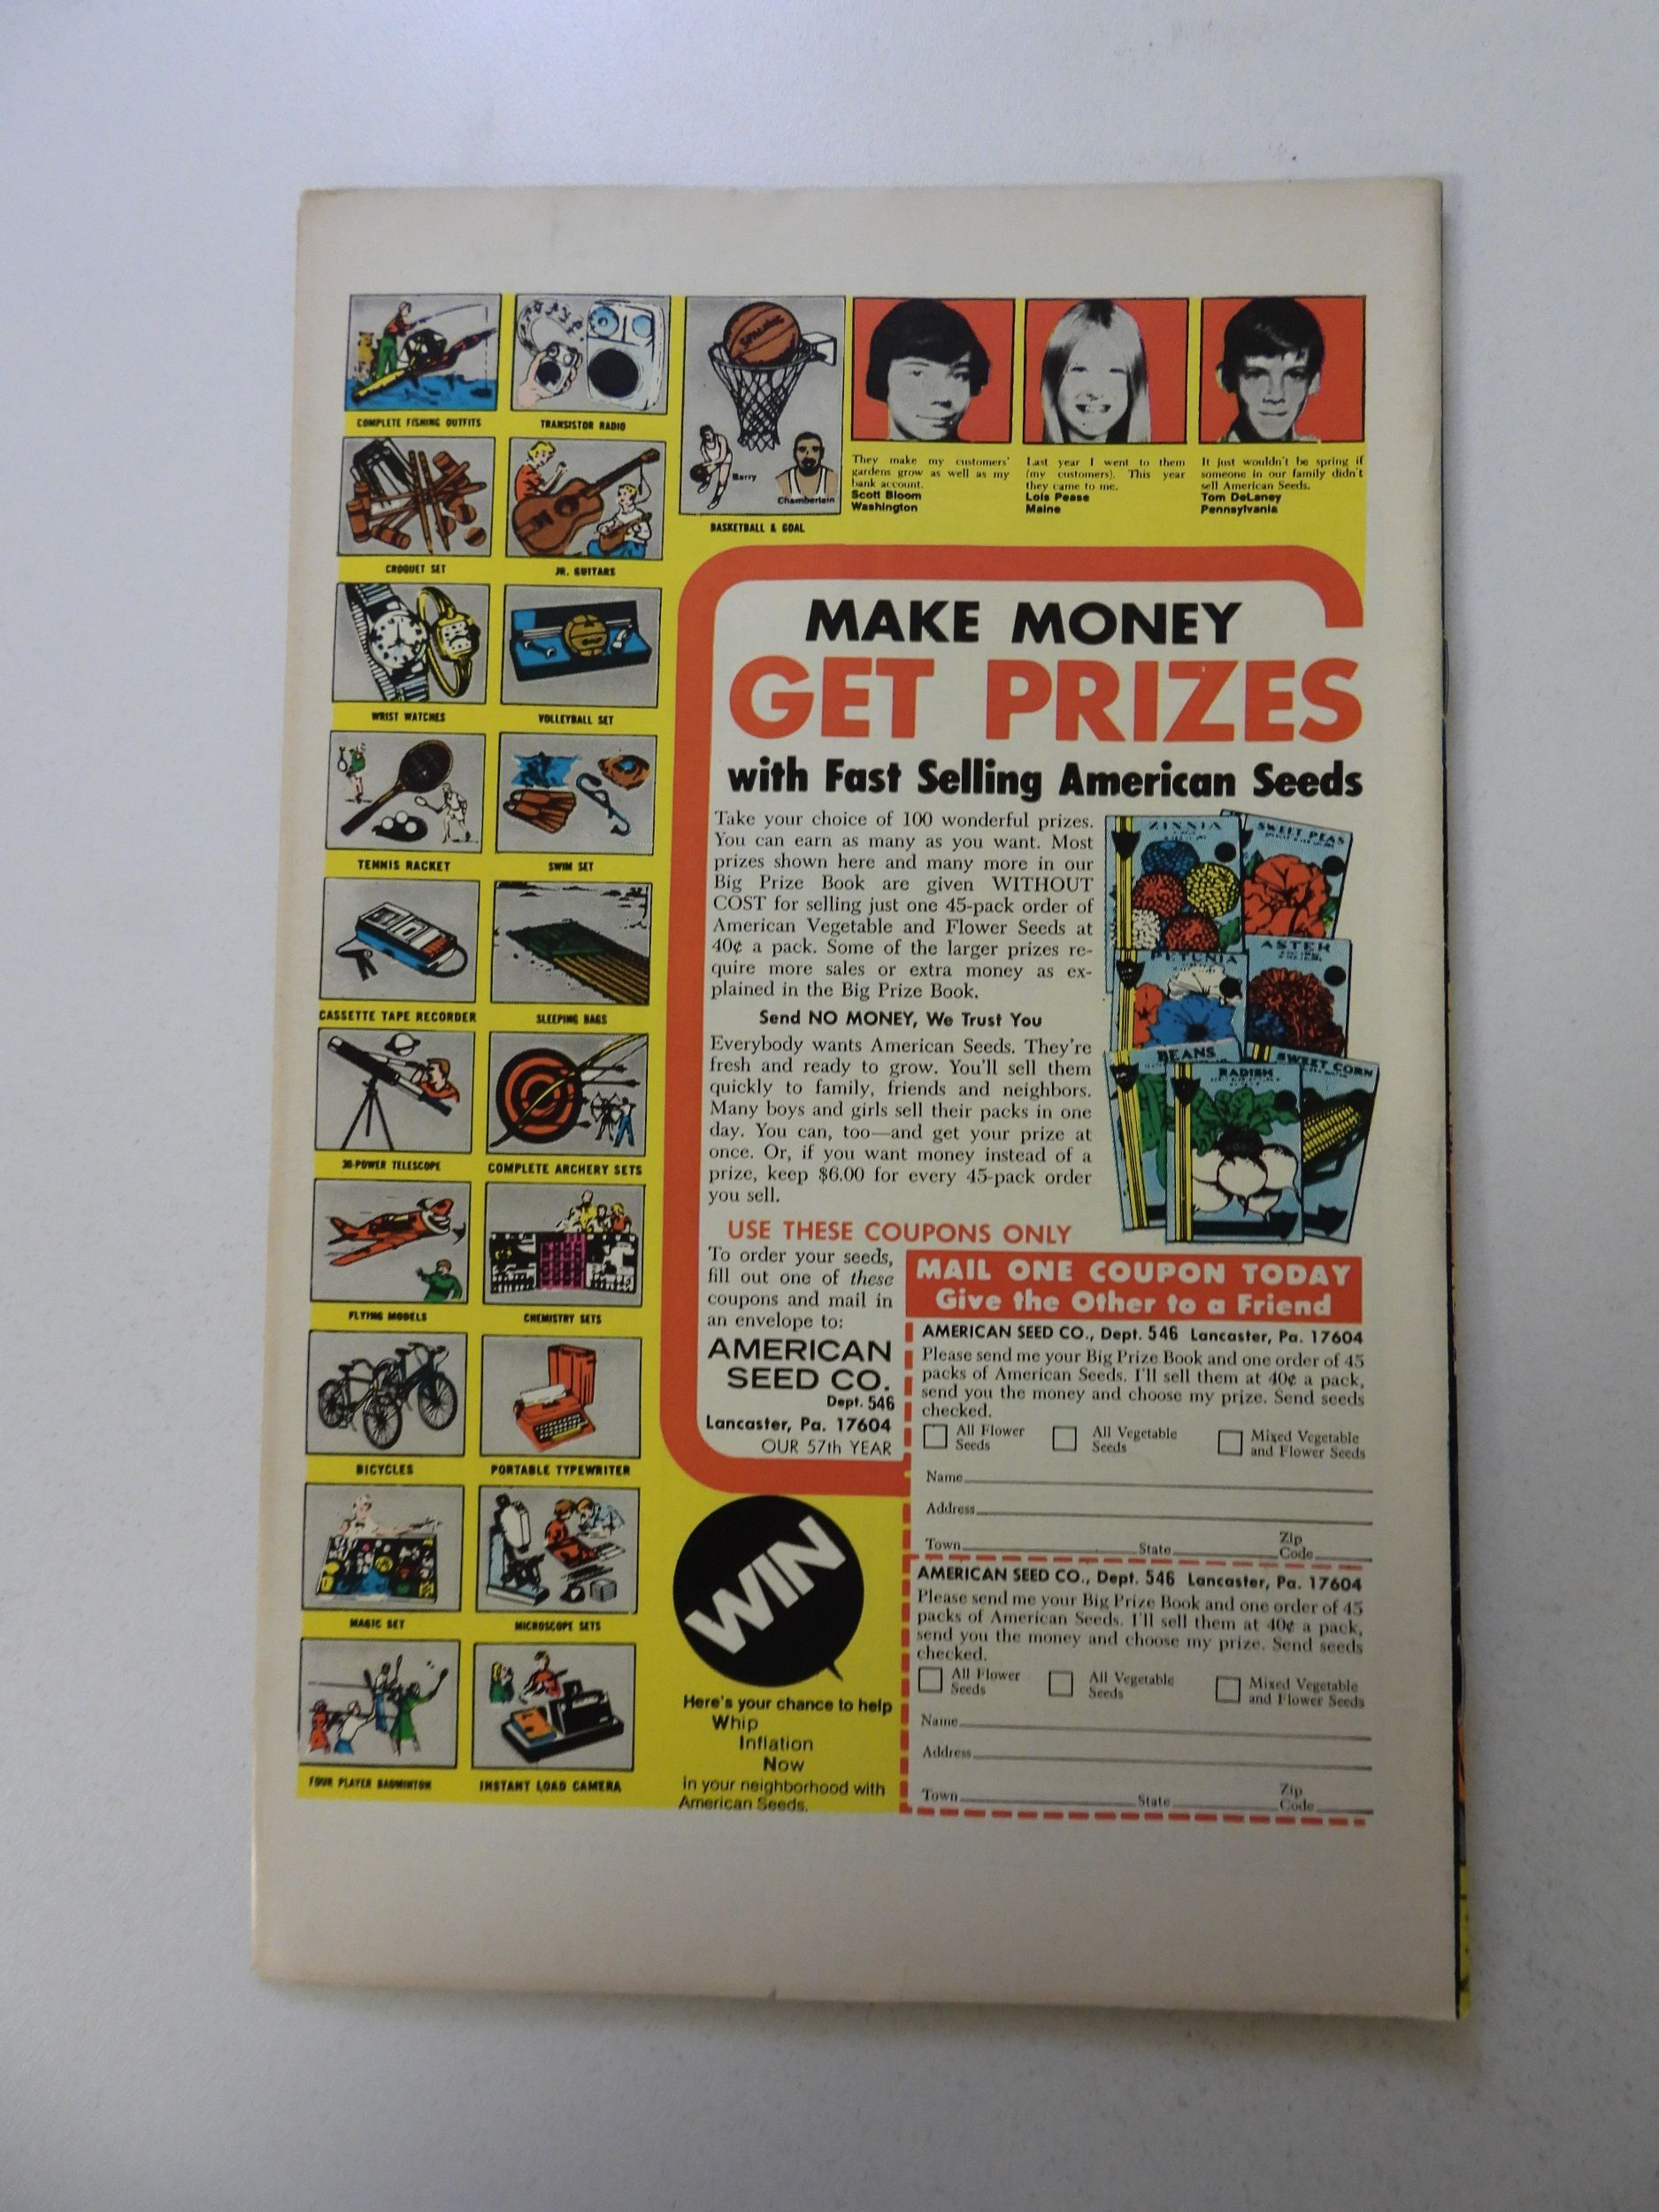 COMPLETE FISHING OUTFITS
TRANSISTOR RADIO
SPALDING
Barry
Chamberlain
BASKETBALL & GOAL
CROQUET SET
JR. GUITARS
WRIST WATCHES
VOLLEYBALL SET
TENNIS RACKET
SWIM SET
CASSETTE TAPE RECORDER
SLEEPING BAGS
30-POWER TELESCOPE
COMPLETE ARCHERY SETS
FLYING MODELS
CHEMISTRY SETS
BICYCLES
PORTABLE TYPEWRITER
MAGIC SET
MICROSCOPE SETS
FOUR PLAYER BADMINTON
INSTANT LOAD CAMERA
They make my customers'
gardens grow as well as my
bank account.
Scott Bloom
Washington
Last year I went to them
(my customers). This year
they came to me.
Lois Pease
Maine
It just wouldn't be spring if
someone in our family didn't
sell American Seeds.
Tom DeLaney
Pennsylvania
MAKE MONEY
GET PRIZES
with Fast Selling American Seeds
Take your choice of 100 wonderful prizes.
You can earn as many as you want. Most
prizes shown here and many more in our
Big Prize Book are given WITHOUT
COST for selling just one 45-pack order of
American Vegetable and Flower Seeds at
40¢ a pack. Some of the larger prizes re-
quire more sales or extra money as ex-
plained in the Big Prize Book.
Send NO MONEY, We Trust You
Everybody wants American Seeds. They're
fresh and ready to grow. You'll sell them
quickly to family, friends and neighbors.
Many boys and girls sell their packs in one
day. You can, too—and get your prize at
once. Or, if you want money instead of a
prize, keep $6.00 for every 45-pack order
you sell.
ZINNIA
SWEET PEAS
PETUNIA
ASTER
BEANS
RADISH
SWEET CORN
USE THESE COUPONS ONLY
To order your seeds,
fill out one of these
coupons and mail in
an envelope to:
AMERICAN
SEED CO.
Dept. 546
Lancaster, Pa. 17604
OUR 57th YEAR
MAIL ONE COUPON TODAY
Give the Other to a Friend
AMERICAN SEED CO., Dept. 546 Lancaster, Pa. 17604
Please send me your Big Prize Book and one order of 45
packs of American Seeds. I'll sell them at 40¢ a pack,
send you the money and choose my prize. Send seeds
checked.
All Flower Seeds
All Vegetable Seeds
Mixed Vegetable and Flower Seeds
Name
Address
Town State Zip Code
AMERICAN SEED CO., Dept. 546 Lancaster, Pa. 17604
Please send me your Big Prize Book and one order of 45
packs of American Seeds. I'll sell them at 40¢ a pack,
send you the money and choose my prize. Send seeds
checked.
All Flower Seeds
All Vegetable Seeds
Mixed Vegetable and Flower Seeds
Name
Address
Town State Zip Code
WIN
Here's your chance to help
Whip
Inflation
Now
in your neighborhood with
American Seeds.